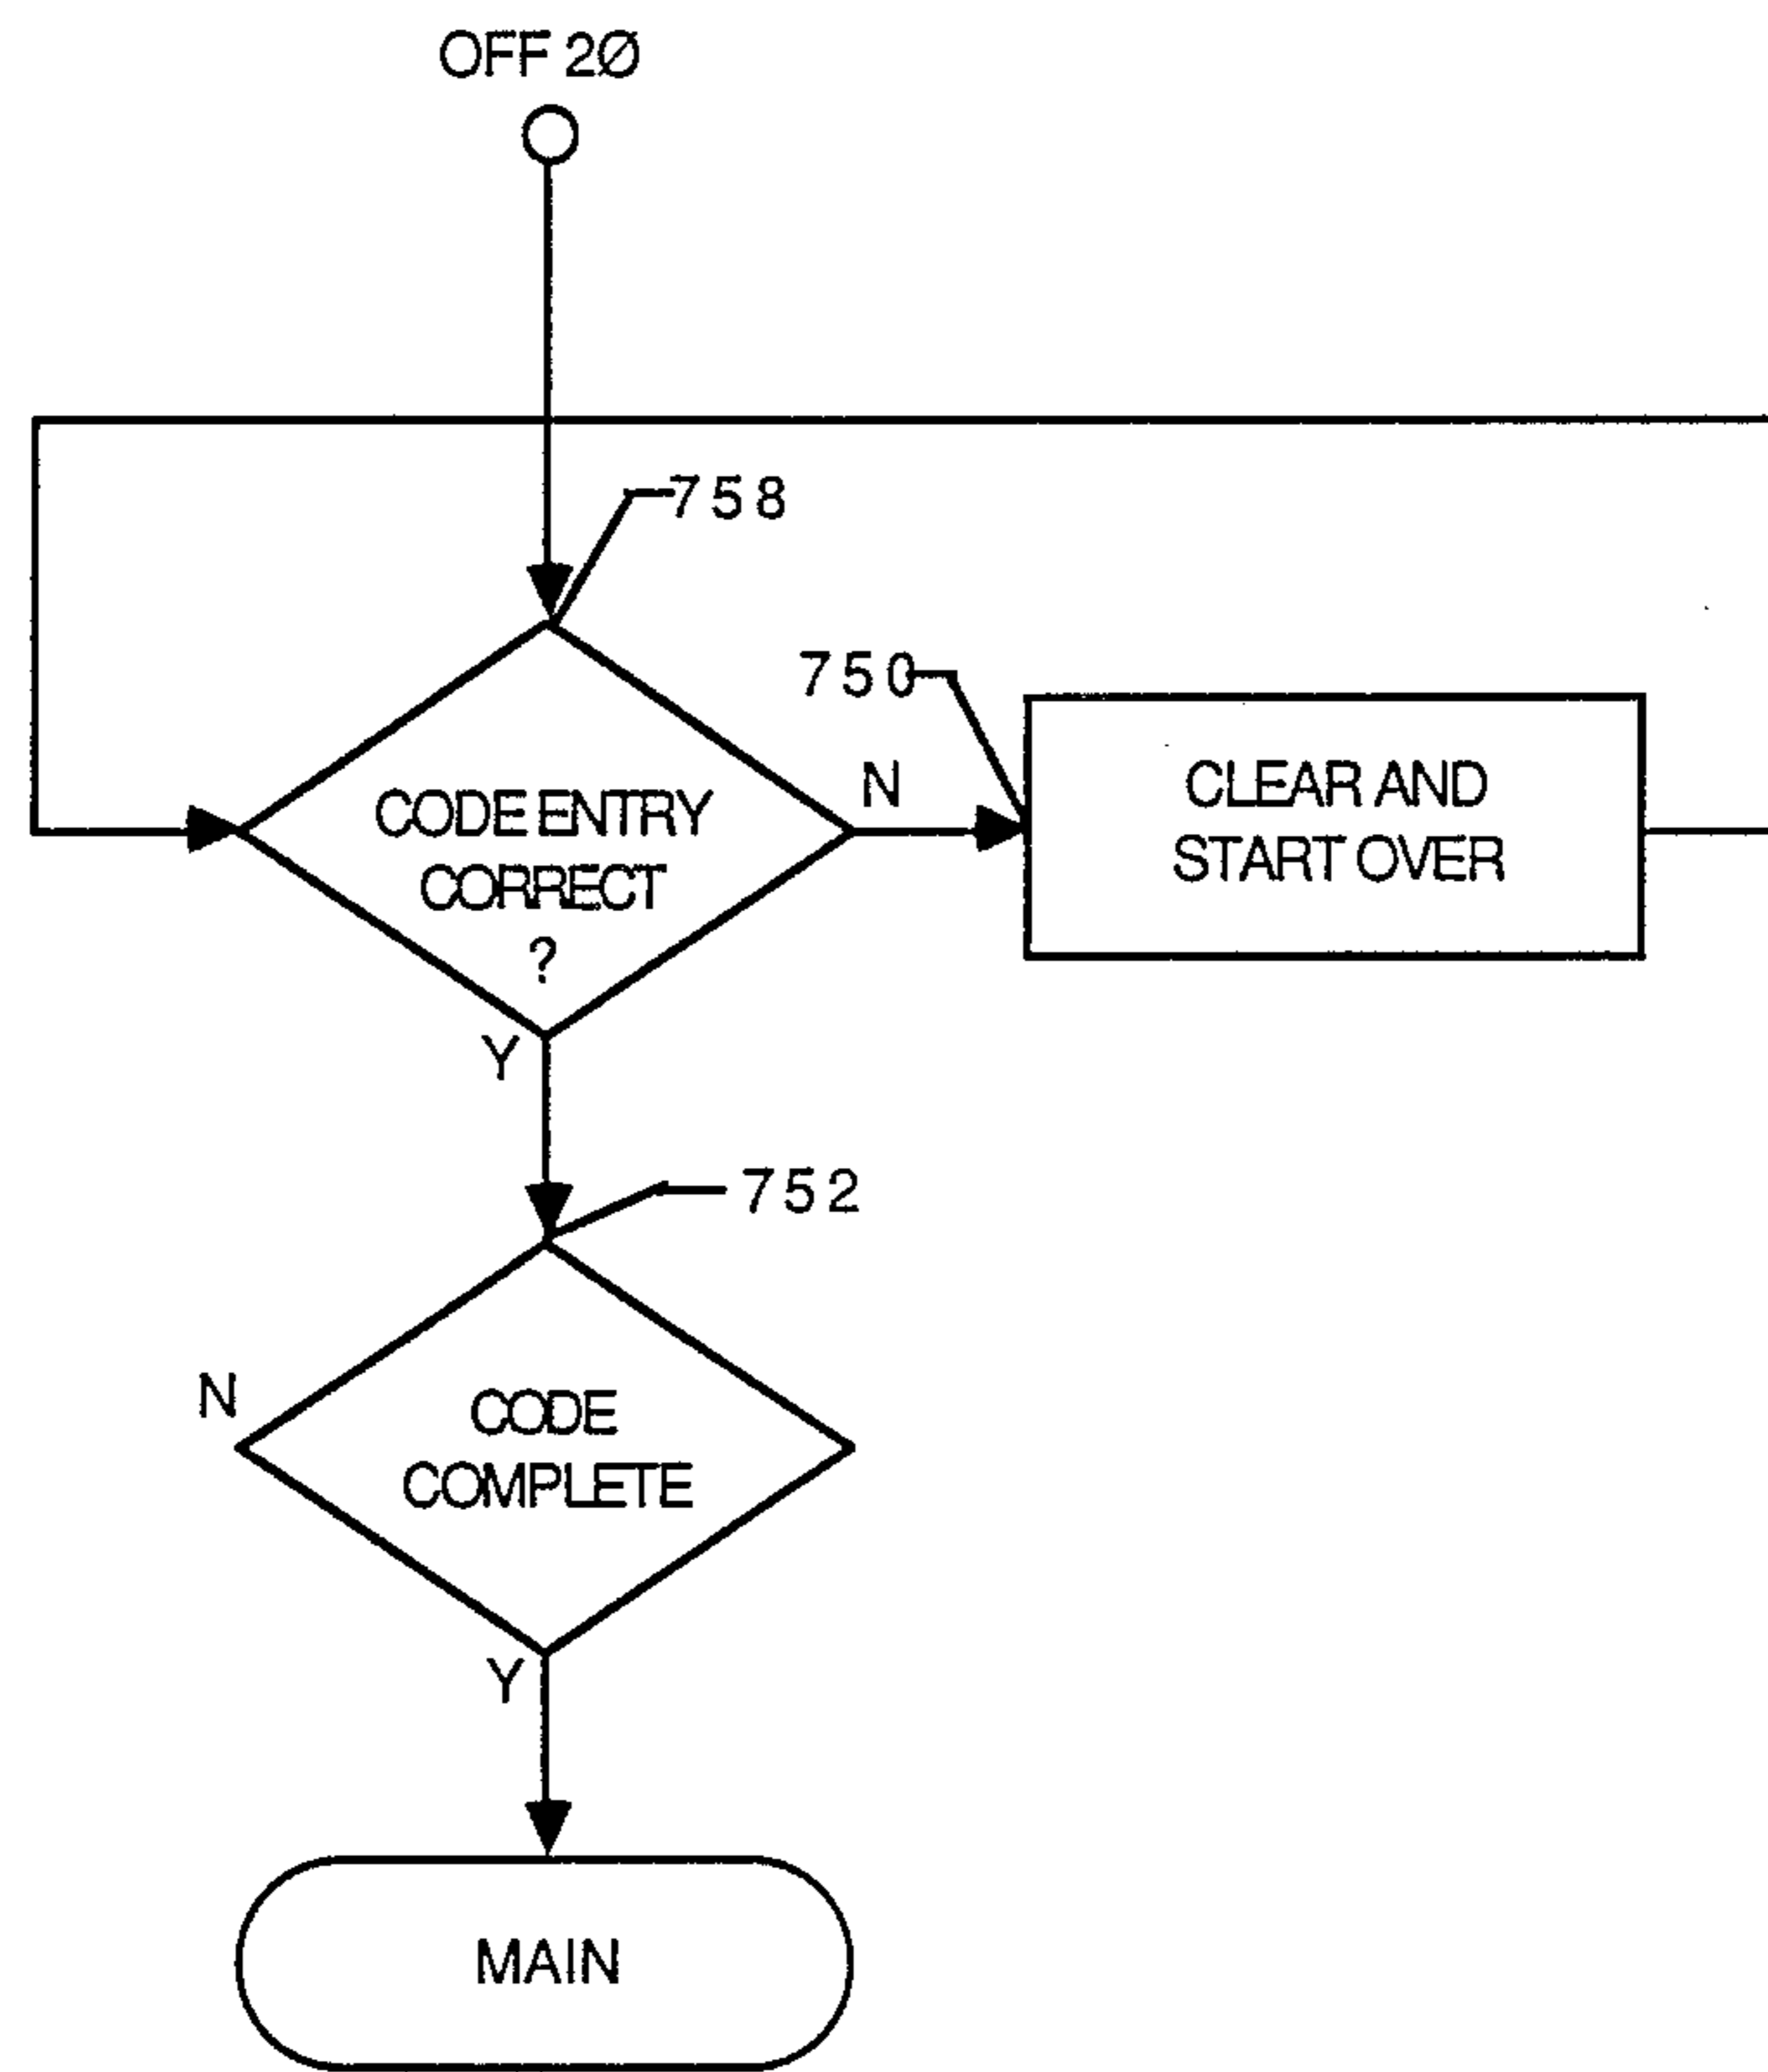 OFF 2Ø
758
750
N
CLEAR AND
START OVER
CODE ENTRY
CORRECT
?
Y
752
N
CODE
COMPLETE
Y
MAIN